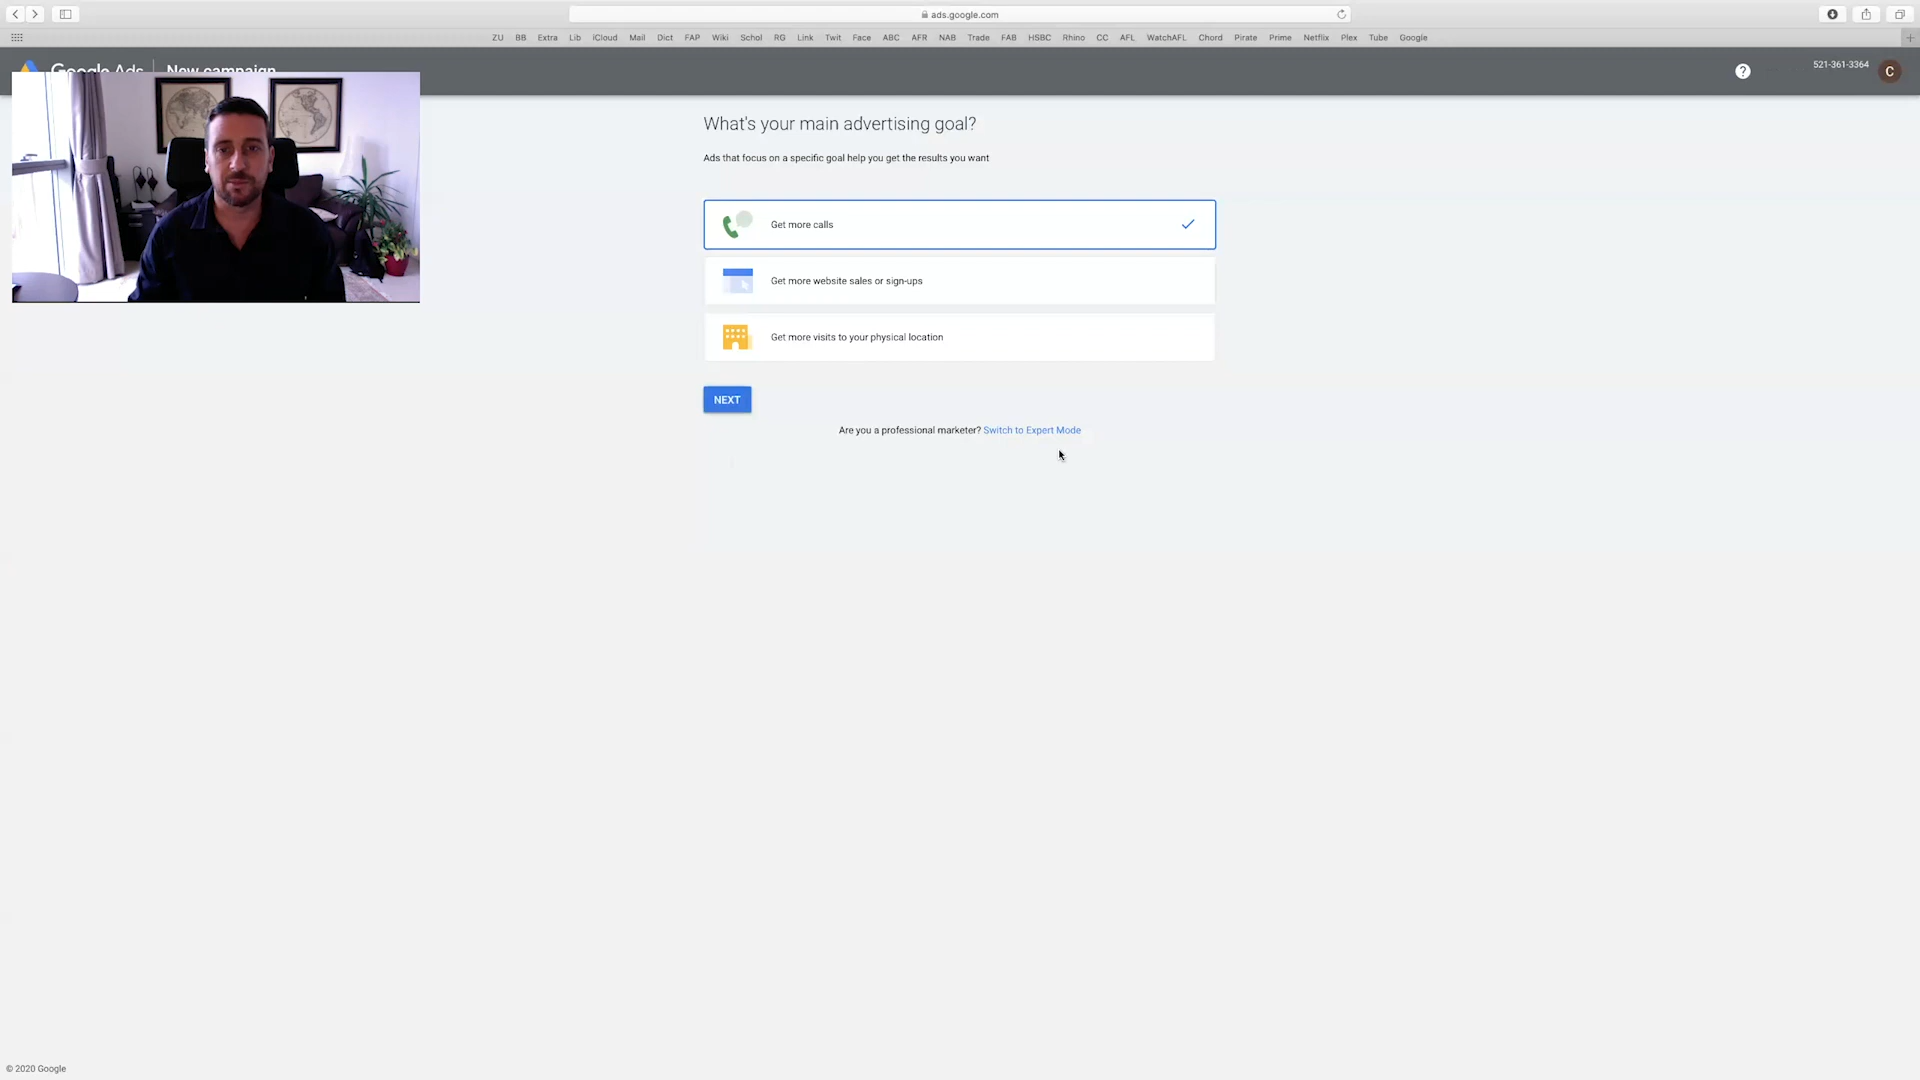 ads.google.com
ZU BB Extra Lib iCloud Mail Dict FAP Wiki Schol RG Link Twit Face ABC AFR NAB Trade FAB HSBC Rhino CC AFL WatchAFL Chord Pirate Prime Netflix Plex Tube Google
Google Ads New campaign
? 521-361-3364 C
What's your main advertising goal?
Ads that focus on a specific goal help you get the results you want
Get more calls
Get more website sales or sign-ups
Get more visits to your physical location
NEXT
Are you a professional marketer? Switch to Expert Mode
© 2020 Google